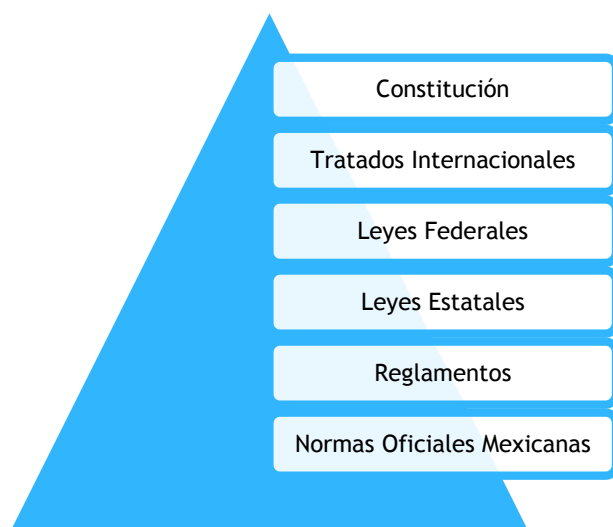 Constitución
Tratados Internacionales
Leyes Federales
Leyes Estatales
Reglamentos
Normas Oficiales Mexicanas